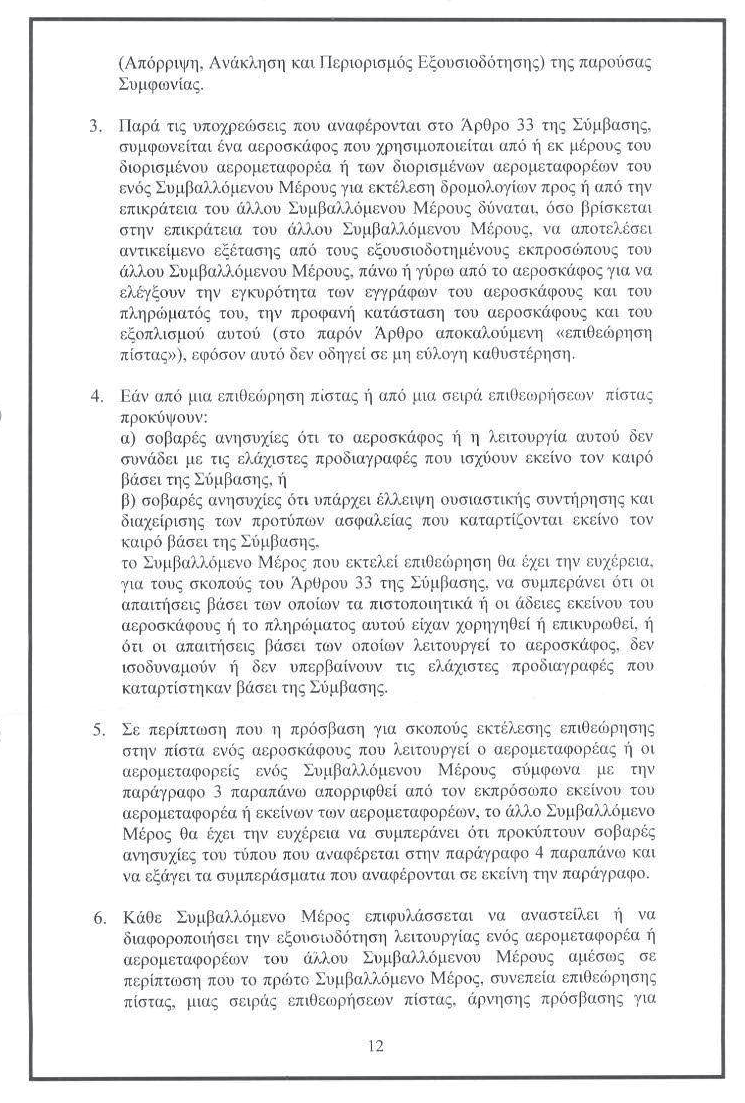 (Απόρριψη, Ανάκληση και Περιορισμός Εξουσιοδότησης) της παρούσας
Συμφωνίας.
3. Παρά τις υποχρεώσεις που αναφέρονται στο Άρθρο 33 της Σύμβασης,
συμφωνείται ένα αεροσκάφος που χρησιμοποιείται από ή εκ μέρους του
διορισμένου αερομεταφορέα ή των διορισμένων αερομεταφορέων του
ενός Συμβαλλόμενου Μέρους για εκτέλεση δρομολογίων προς ή από την
επικράτεια του άλλου Συμβαλλόμενου Μέρους δύναται, όσο βρίσκεται
στην επικράτεια του άλλου Συμβαλλόμενου Μέρους, να αποτελέσει
αντικείμενο εξέτασης από τους εξουσιοδοτημένους εκπροσώπους του
άλλου Συμβαλλόμενου Μέρους, πάνω ή γύρω από το αεροσκάφος για να
ελέγξουν την εγκυρότητα των εγγράφων του αεροσκάφους και του
πληρώματός του, την προφανή κατάσταση του αεροσκάφους και του
εξοπλισμού αυτού (στο παρόν Άρθρο αποκαλούμενη «επιθεώρηση
πίστας»), εφόσον αυτό δεν οδηγεί σε μη εύλογη καθυστέρηση.
4. Εάν από μια επιθεώρηση πίστας ή από μια σειρά επιθεωρήσεων πίστας
προκύψουν:
α) σοβαρές ανησυχίες ότι το αεροσκάφος ή η λειτουργία αυτού δεν
συνάδει με τις ελάχιστες προδιαγραφές που ισχύουν εκείνο τον καιρό
βάσει της Σύμβασης, ή
β) σοβαρές ανησυχίες ότι υπάρχει έλλειψη ουσιαστικής συντήρησης και
διαχείρισης των προτύπων ασφαλείας που καταρτίζονται εκείνο τον
καιρό βάσει της Σύμβασης,
το Συμβαλλόμενο Μέρος που εκτελεί επιθεώρηση θα έχει την ευχέρεια,
για τους σκοπούς του Άρθρου 33 της Σύμβασης, να συμπεράνει ότι οι
απαιτήσεις βάσει των οποίων τα πιστοποιητικά ή οι άδειες εκείνου του
αεροσκάφους ή το πληρώματος αυτού είχαν χορηγηθεί ή επικυρωθεί, ή
ότι οι απαιτήσεις βάσει των οποίων λειτουργεί το αεροσκάφος, δεν
ισοδυναμούν ή δεν υπερβαίνουν τις ελάχιστες προδιαγραφές που
καταρτίστηκαν βάσει της Σύμβασης.
5. Σε περίπτωση που η πρόσβαση για σκοπούς εκτέλεσης επιθεώρησης
στην πίστα ενός αεροσκάφους που λειτουργεί ο αερομεταφορέας ή οι
αερομεταφορείς ενός Συμβαλλόμενου Μέρους σύμφωνα με την
παράγραφο 3 παραπάνω απορριφθεί από τον εκπρόσωπο εκείνου του
αερομεταφορέα ή εκείνων των αερομεταφορέων, το άλλο Συμβαλλόμενο
Μέρος θα έχει την ευχέρεια να συμπεράνει ότι προκύπτουν σοβαρές
ανησυχίες του τύπου που αναφέρεται στην παράγραφο 4 παραπάνω και
να εξάγει τα συμπεράσματα που αναφέρονται σε εκείνη την παράγραφο.
6. Κάθε Συμβαλλόμενο Μέρος επιφυλάσσεται να αναστείλει ή να
διαφοροποιήσει την εξουσιοδότηση λειτουργίας ενός αερομεταφορέα ή
αερομεταφορέων του άλλου Συμβαλλόμενου Μέρους αμέσως σε
περίπτωση που το πρώτο Συμβαλλόμενο Μέρος, συνεπεία επιθεώρησης
πίστας, μιας σειράς επιθεωρήσεων πίστας, άρνησης πρόσβασης για
12